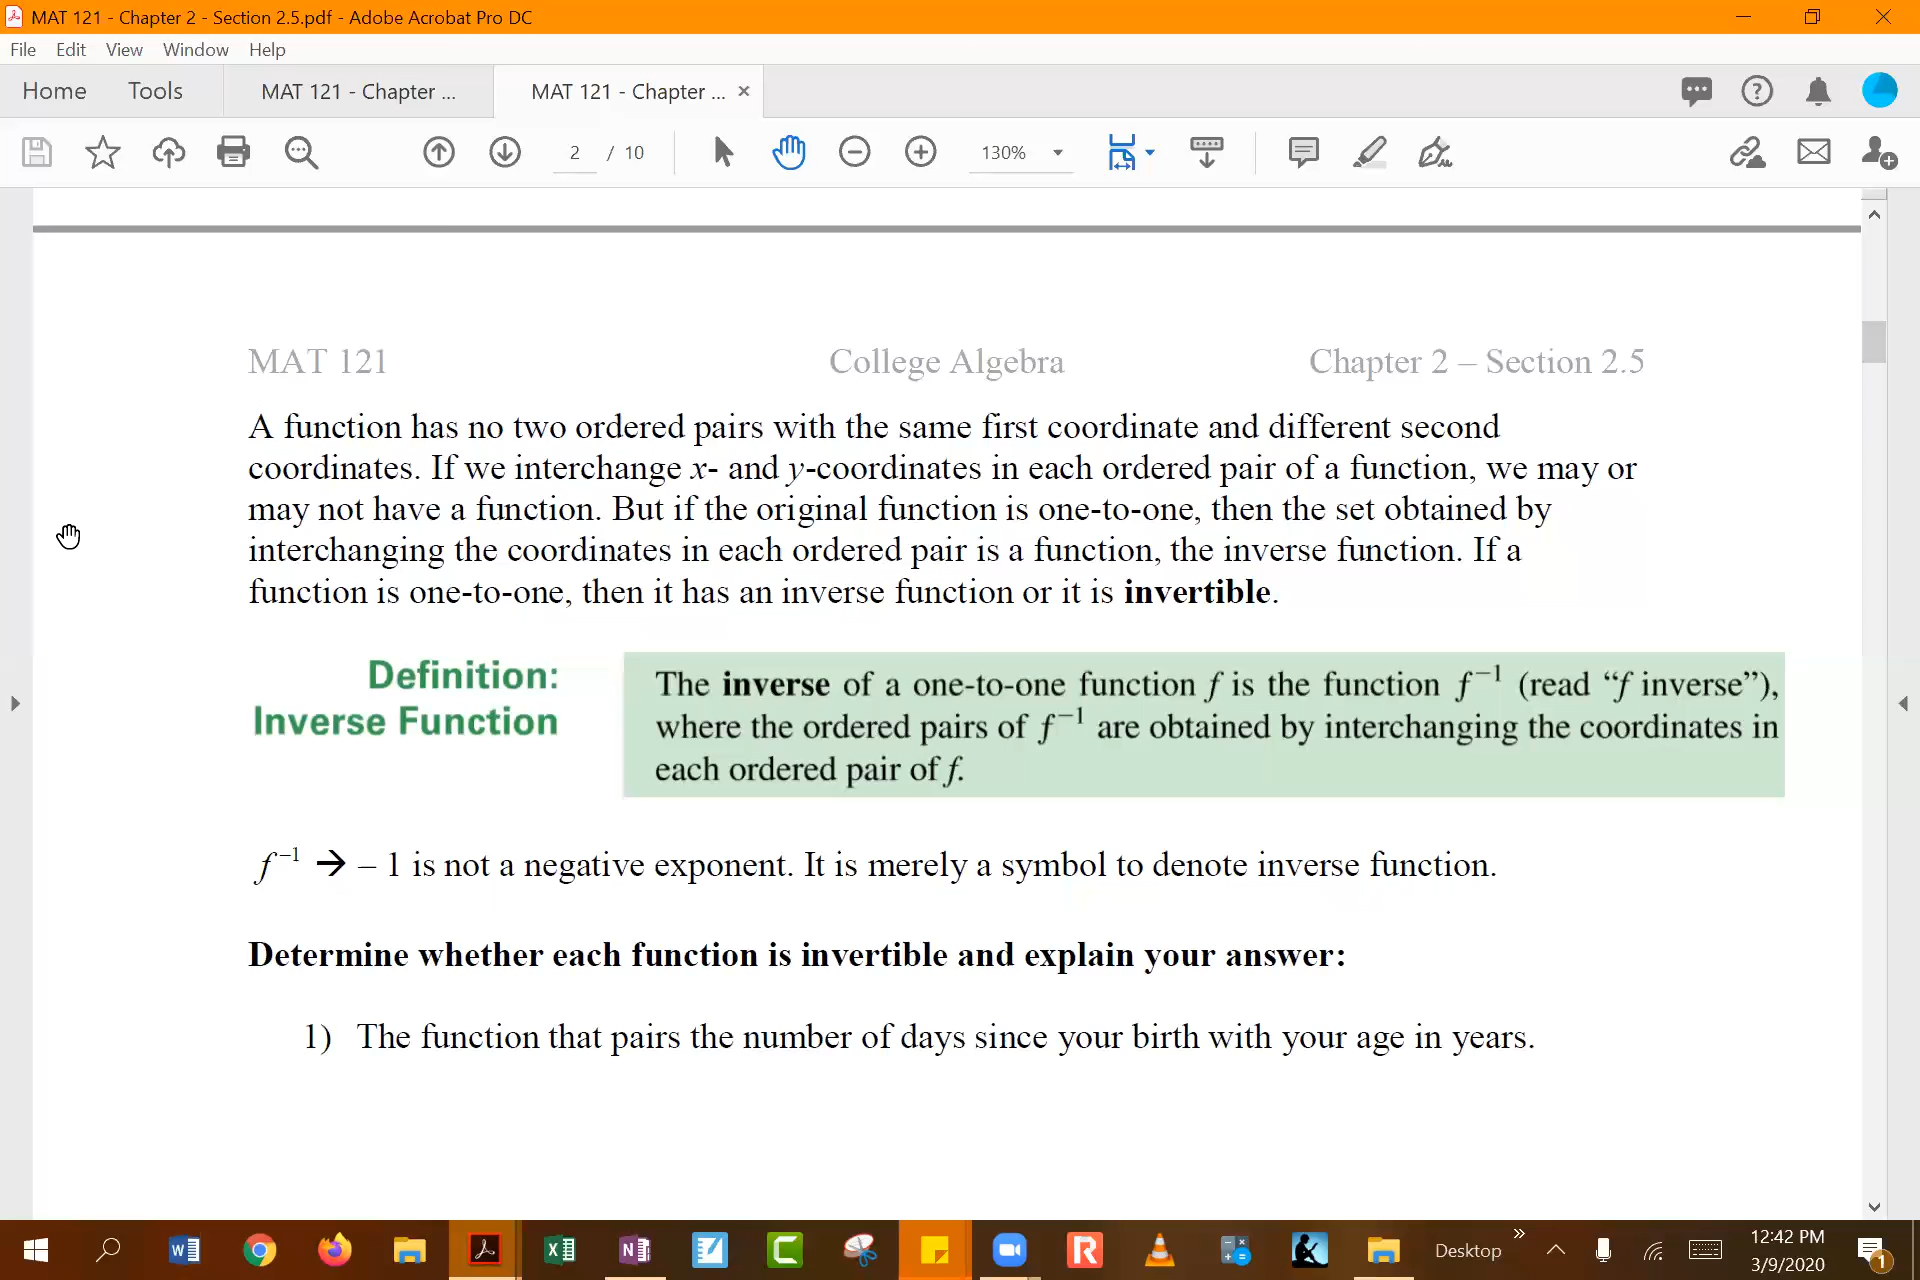 MAT 121 - Chapter 2 - Section 2.5.pdf - Adobe Acrobat Pro DC
File Edit View Window Help
Home Tools MAT 121 - Chapter ... MAT 121 - Chapter ...
2 / 10 130%
MAT 121 College Algebra Chapter 2 – Section 2.5
A function has no two ordered pairs with the same first coordinate and different second
coordinates. If we interchange x- and y-coordinates in each ordered pair of a function, we may or
may not have a function. But if the original function is one-to-one, then the set obtained by
interchanging the coordinates in each ordered pair is a function, the inverse function. If a
function is one-to-one, then it has an inverse function or it is invertible.
Definition:
Inverse Function
The inverse of a one-to-one function f is the function f⁻¹ (read “f inverse”),
where the ordered pairs of f⁻¹ are obtained by interchanging the coordinates in
each ordered pair of f.
f⁻¹ → – 1 is not a negative exponent. It is merely a symbol to denote inverse function.
Determine whether each function is invertible and explain your answer:
1) The function that pairs the number of days since your birth with your age in years.
Desktop
12:42 PM
3/9/2020
1